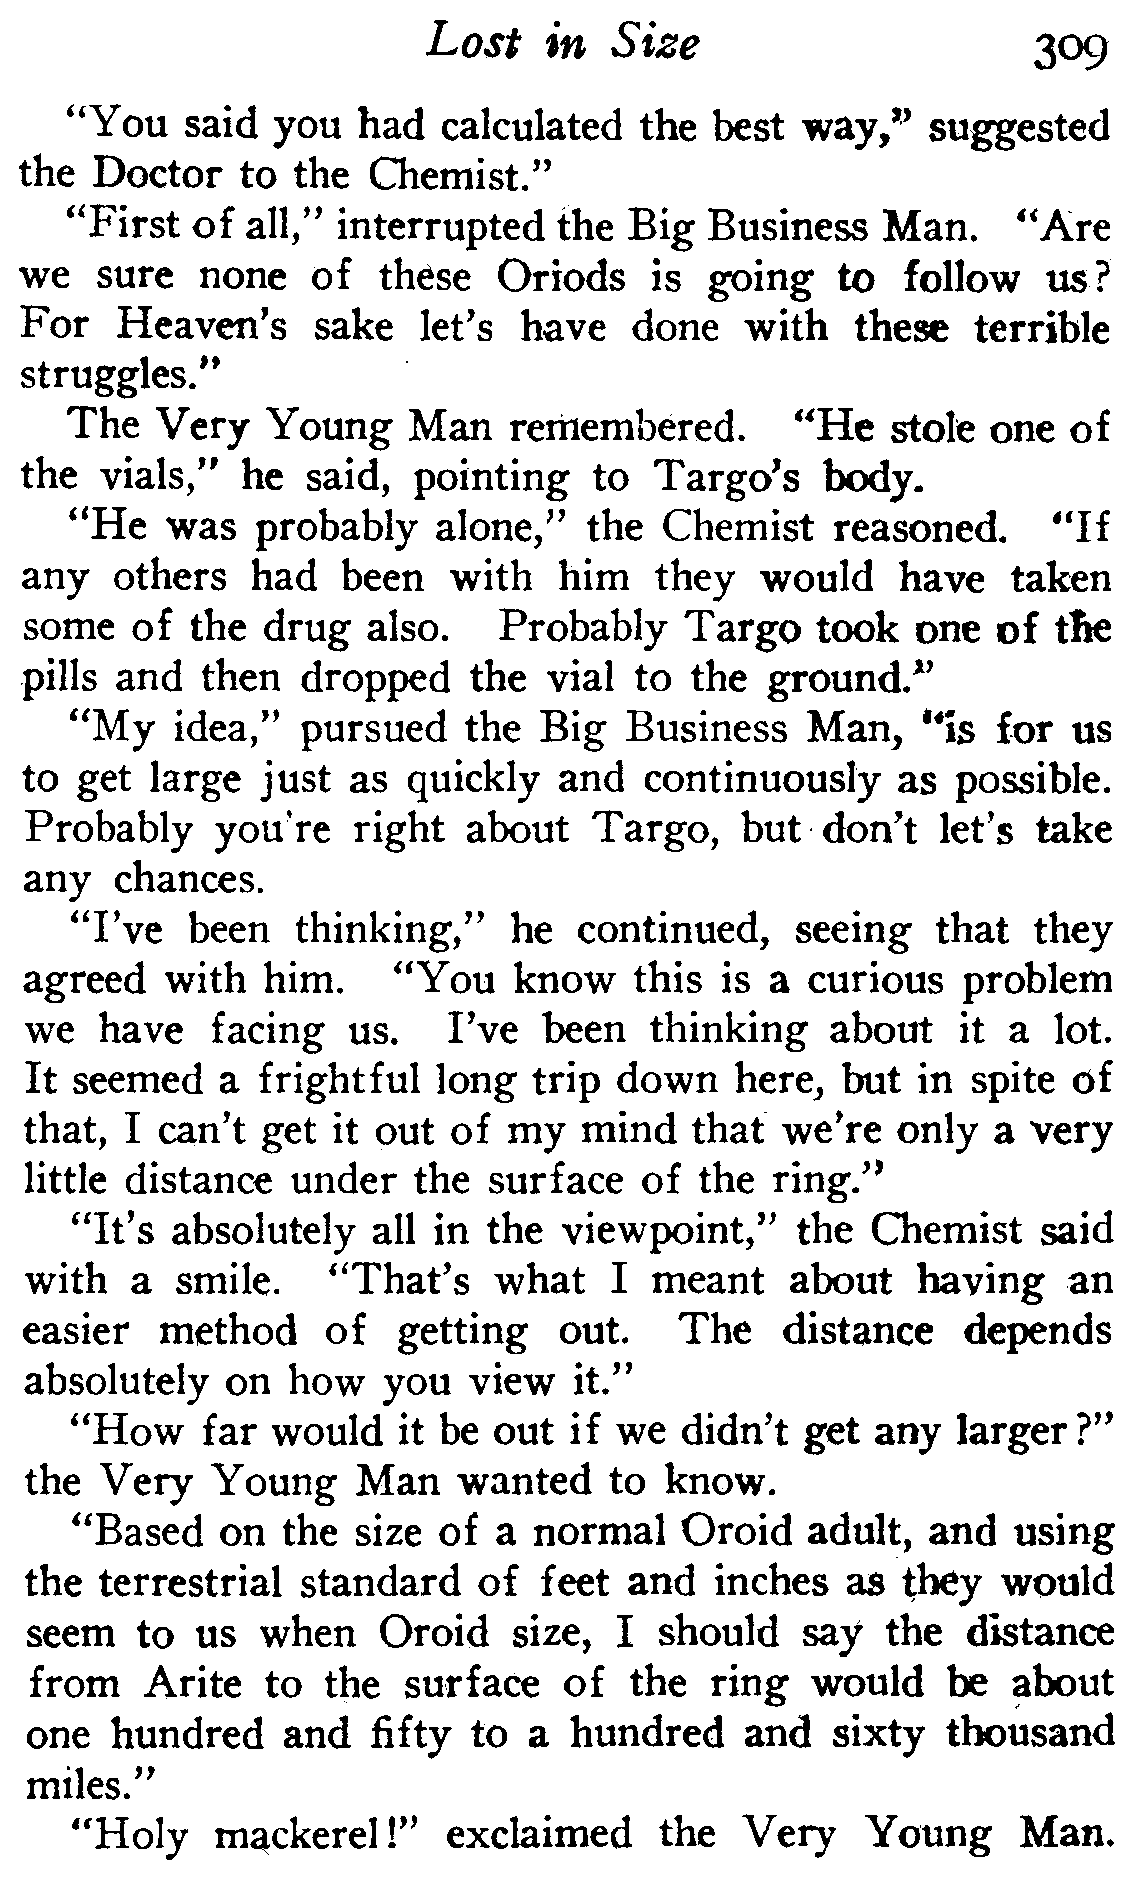 Lost in Size 309
"You said you had calculated the best way," suggested
the Doctor to the Chemist."
"First of all," interrupted the Big Business Man. "Are
we sure none of these Oriods is going to follow us?
For Heaven's sake let's have done with these terrible
struggles."
The Very Young Man remembered. "He stole one of
the vials," he said, pointing to Targo's body.
"He was probably alone," the Chemist reasoned. "If
any others had been with him they would have taken
some of the drug also. Probably Targo took one of the
pills and then dropped the vial to the ground."
"My idea," pursued the Big Business Man, "is for us
to get large just as quickly and continuously as possible.
Probably you're right about Targo, but don't let's take
any chances.
"I've been thinking," he continued, seeing that they
agreed with him. "You know this is a curious problem
we have facing us. I've been thinking about it a lot.
It seemed a frightful long trip down here, but in spite of
that, I can't get it out of my mind that we're only a very
little distance under the surface of the ring."
"It's absolutely all in the viewpoint," the Chemist said
with a smile. "That's what I meant about having an
easier method of getting out. The distance depends
absolutely on how you view it."
"How far would it be out if we didn't get any larger?"
the Very Young Man wanted to know.
"Based on the size of a normal Oroid adult, and using
the terrestrial standard of feet and inches as they would
seem to us when Oroid size, I should say the distance
from Arite to the surface of the ring would be about
one hundred and fifty to a hundred and sixty thousand
miles."
"Holy mackerel!" exclaimed the Very Young Man.